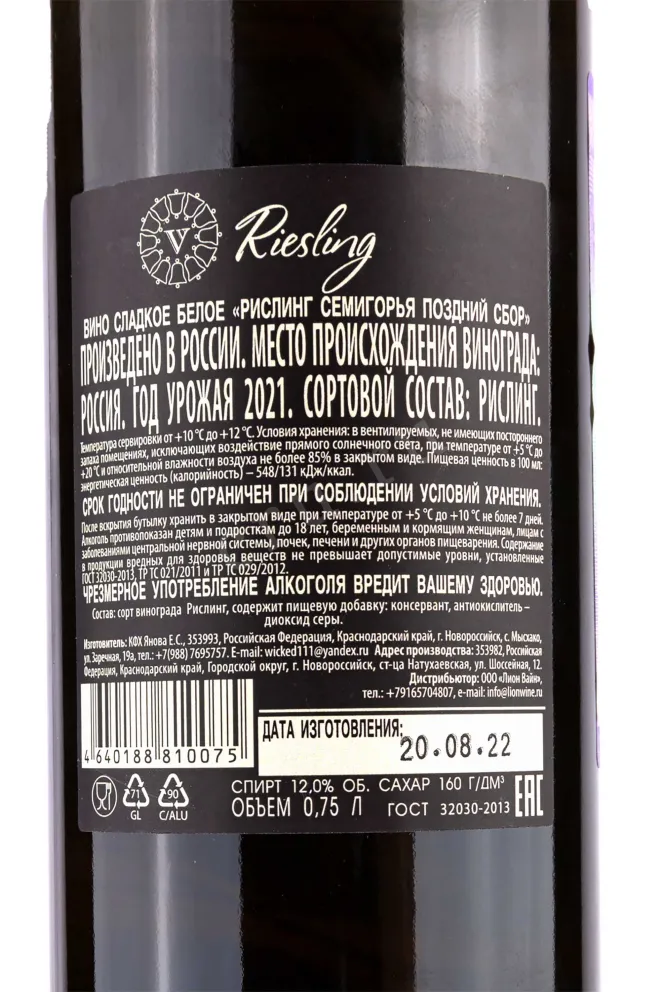 V
Riesling
ВИНО СЛАДКОЕ БЕЛОЕ «РИСЛИНГ СЕМИГОРЬЯ ПОЗДНИЙ СБОР»
ПРОИЗВЕДЕНО В РОССИИ. МЕСТО ПРОИСХОЖДЕНИЯ ВИНОГРАДА:
РОССИЯ. ГОД УРОЖАЯ 2021. СОРТОВОЙ СОСТАВ: РИСЛИНГ.
Температура сервировки от +10 °С до +12 °С. Условия хранения: в вентилируемых, не имеющих постороннего
запаха помещениях, исключающих воздействие прямого солнечного света, при температуре от +5 °С до
+20 °С и относительной влажности воздуха не более 85% в закрытом виде. Пищевая ценность в 100 мл:
энергетическая ценность (калорийность) – 548/131 кДж/ккал.
СРОК ГОДНОСТИ НЕ ОГРАНИЧЕН ПРИ СОБЛЮДЕНИИ УСЛОВИЙ ХРАНЕНИЯ.
После вскрытия бутылку хранить в закрытом виде при температуре от +5 °С до +10 °С не более 7 дней.
Алкоголь противопоказан детям и подросткам до 18 лет, беременным и кормящим женщинам, лицам с
заболеваниями центральной нервной системы, почек, печени и других органов пищеварения. Содержание
в продукции вредных для здоровья веществ не превышает допустимые уровни, установленные
ГОСТ 32030-2013, ТР ТС 021/2011 и ТР ТС 029/2012.
ЧРЕЗМЕРНОЕ УПОТРЕБЛЕНИЕ АЛКОГОЛЯ ВРЕДИТ ВАШЕМУ ЗДОРОВЬЮ.
Состав: сорт винограда Рислинг, содержит пищевую добавку: консервант, антиокислитель –
диоксид серы.
Изготовитель: КФХ Янова Е.С., 353993, Российская Федерация, Краснодарский край, г. Новороссийск, с. Мысхако,
ул. Заречная, 19а, тел.: +7(988) 7695757. E-mail: wicked111@yandex.ru Адрес производства: 353982, Российская
Федерация, Краснодарский край, Городской округ, г. Новороссийск, ст-ца Натухаевская, ул. Шоссейная, 12.
Дистрибьютор: ООО «Лион Вайн»,
тел.: +79165704807, e-mail: info@lionwine.ru
4 640188 810075
ДАТА ИЗГОТОВЛЕНИЯ:
20.08.22
71
GL
90
C/ALU
СПИРТ 12,0% ОБ. САХАР 160 Г/ДМ³
ОБЪЕМ 0,75 Л ГОСТ 32030-2013
ЕАС